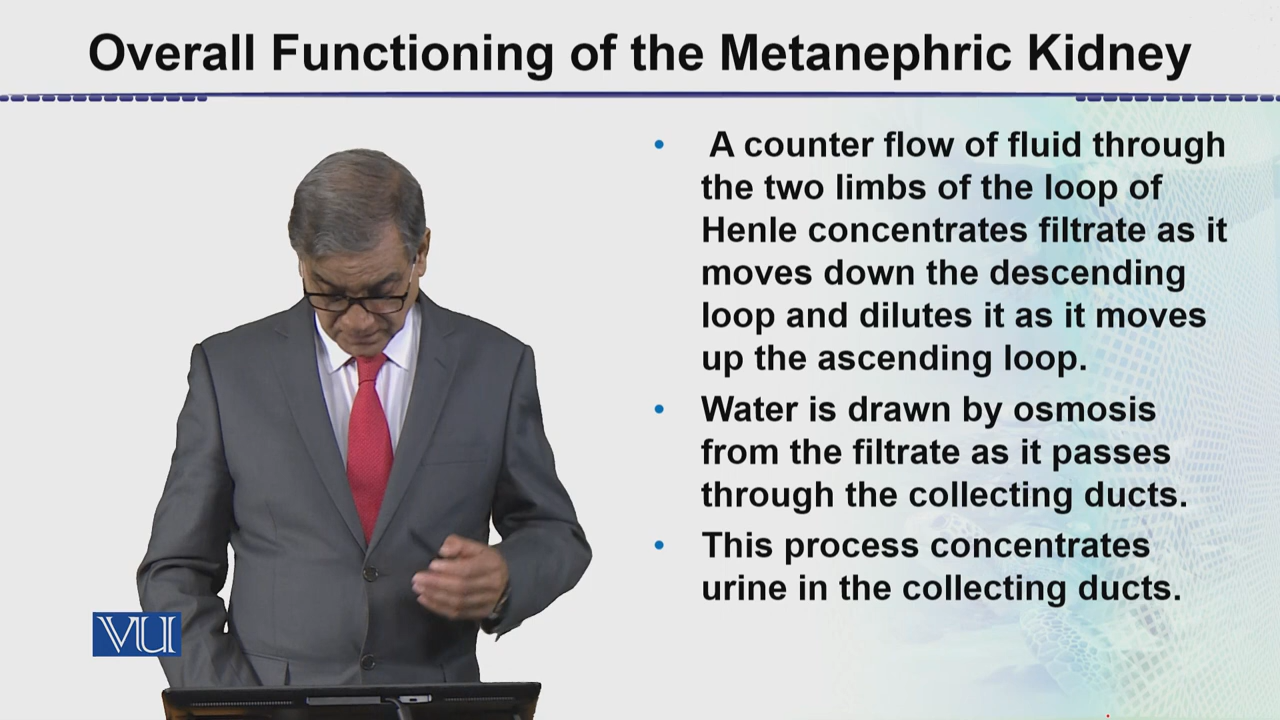 Overall Functioning of the Metanephric Kidney
• A counter flow of fluid through
the two limbs of the loop of
Henle concentrates filtrate as it
moves down the descending
loop and dilutes it as it moves
up the ascending loop.
• Water is drawn by osmosis
from the filtrate as it passes
through the collecting ducts.
• This process concentrates
urine in the collecting ducts.
VU